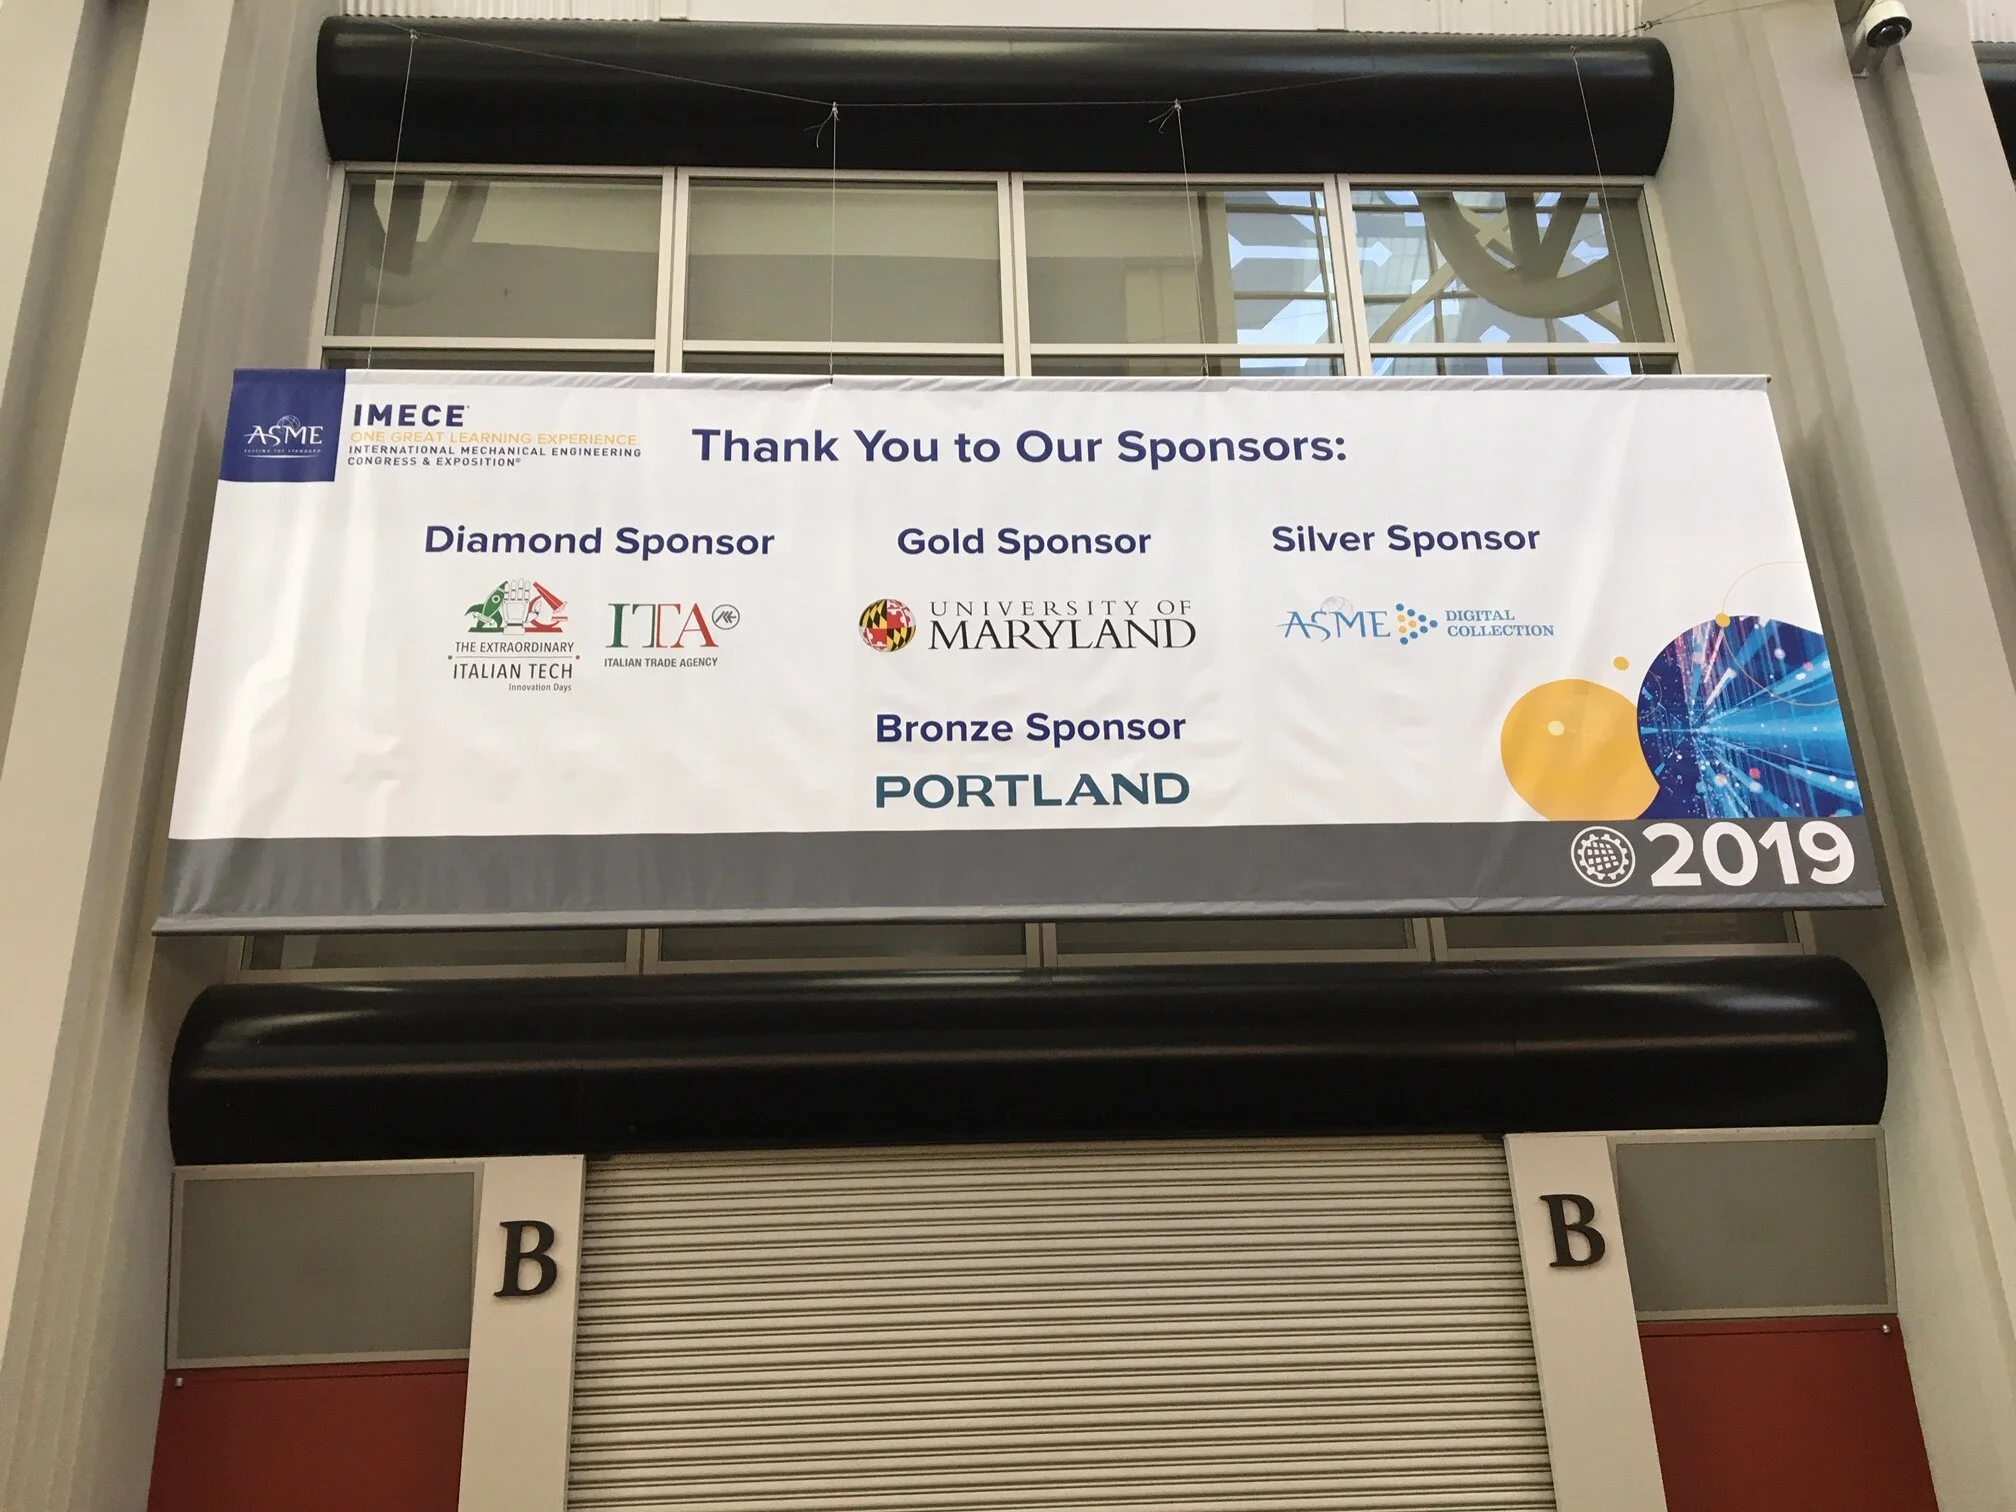 ASME
SETTING THE STANDARD
IMECE®
ONE GREAT LEARNING EXPERIENCE.
INTERNATIONAL MECHANICAL ENGINEERING
CONGRESS & EXPOSITION®
Thank You to Our Sponsors:
Diamond Sponsor
THE EXTRAORDINARY
ITALIAN TECH
Innovation Days
ITA
ITALIAN TRADE AGENCY
Gold Sponsor
UNIVERSITY OF
MARYLAND
Silver Sponsor
ASME DIGITAL
COLLECTION
Bronze Sponsor
PORTLAND
2019
B
B